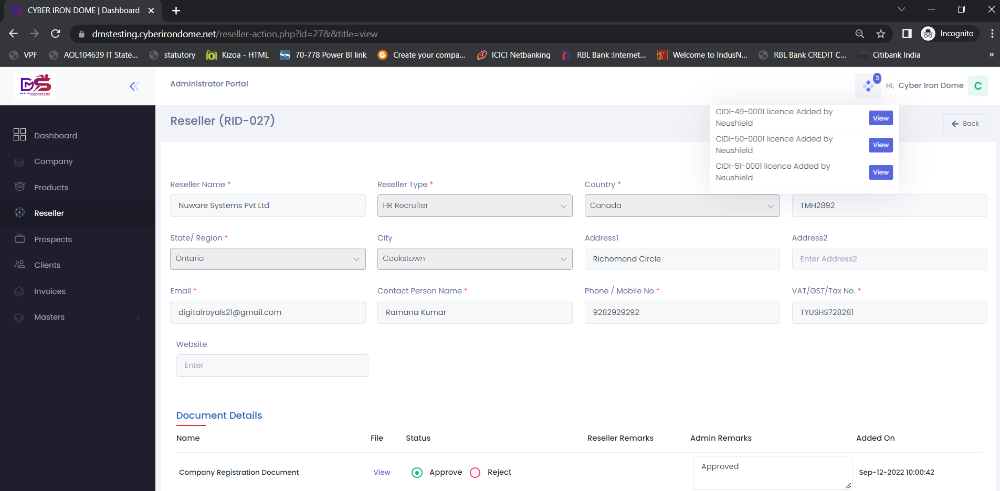 CYBER IRON DOME | Dashboard
dmstesting.cyberirondome.net/reseller-action.php?id=27&&title=view
Incognito
VPF
AOL104639 IT State...
statutory
Kizoa - HTML
70-778 Power BI link
Create your compa...
ICICI Netbanking
RBL Bank :Internet...
Welcome to IndusN...
RBL Bank CREDIT C...
Citibank India
»
DMS
Administrator Portal
3
Hi, Cyber Iron Dome
C
Dashboard
Company
Products
Reseller
Prospects
Clients
Invoices
Masters
Reseller (RID-027)
Back
CIDI-49-0001 licence Added by
Neushield
View
CIDI-50-0001 licence Added by
Neushield
View
CIDI-51-0001 licence Added by
Neushield
View
Reseller Name *
Reseller Type *
Country *
Nuware Systems Pvt Ltd
HR Recruiter
Canada
TMH2892
State/ Region *
City
Address1
Address2
Ontario
Cookstown
Richomond Circle
Enter Address2
Email *
Contact Person Name *
Phone / Mobile No *
VAT/GST/Tax No. *
digitalroyals21@gmail.com
Ramana Kumar
9282929292
TYUSHS728281
Website
Enter
Document Details
Name
File
Status
Reseller Remarks
Admin Remarks
Added On
Company Registration Document
View
Approve
Reject
Approved
Sep-12-2022 10:00:42